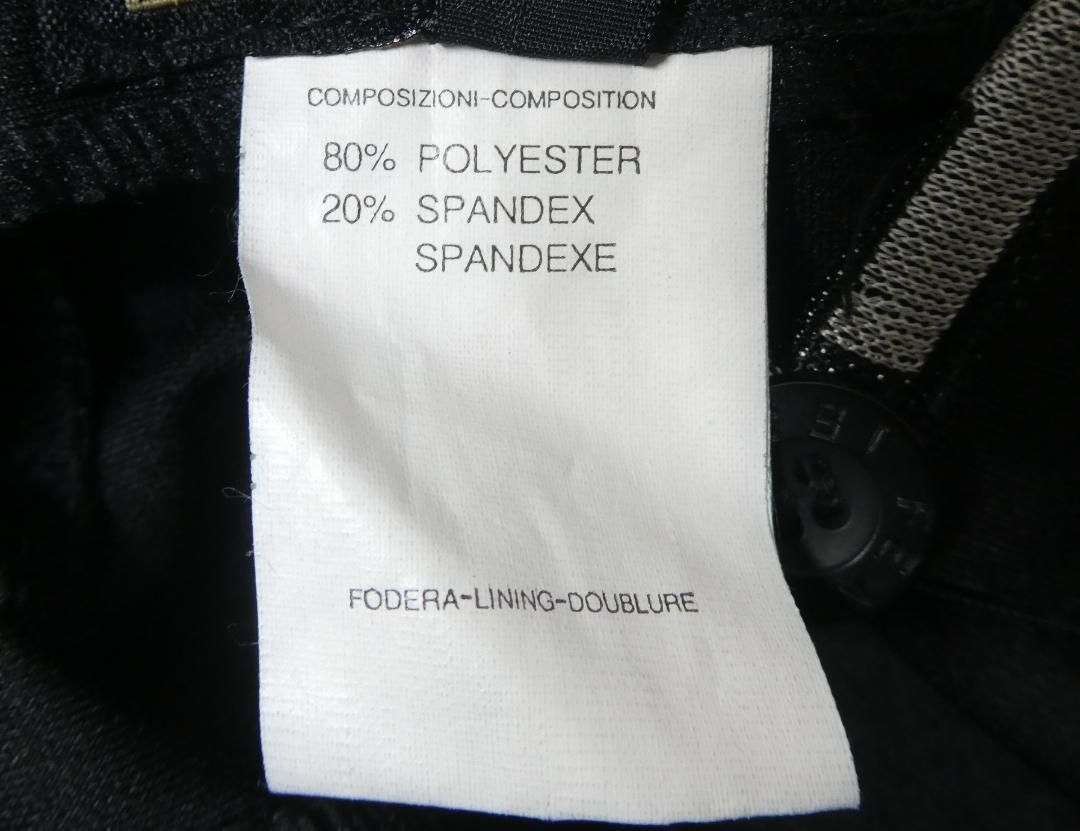 COMPOSIZIONI-COMPOSITION
80% POLYESTER
20% SPANDEX
SPANDEXE
FODERA-LINING-DOUBLURE